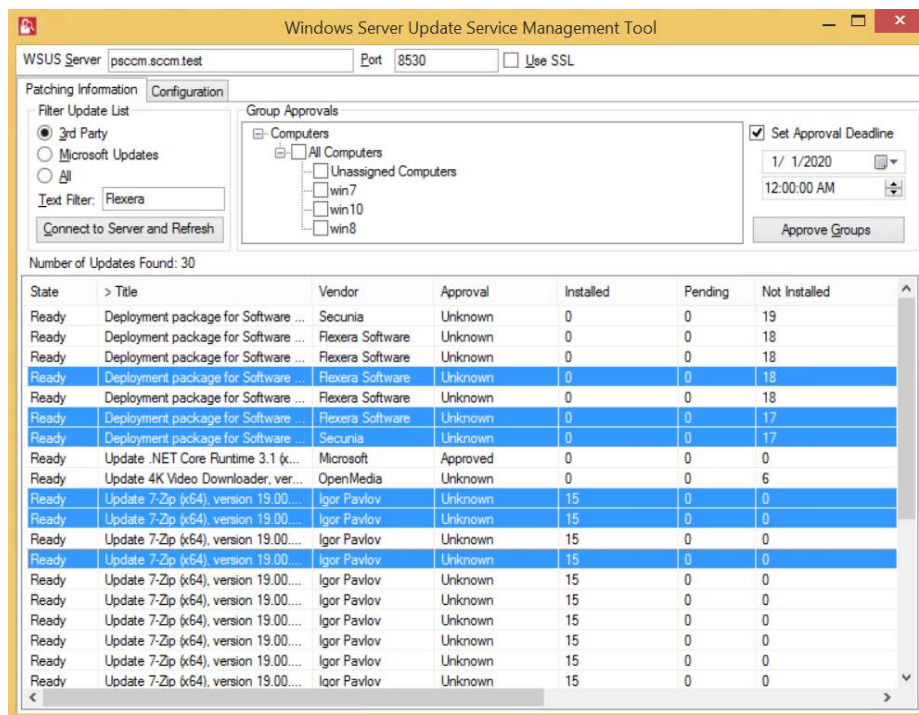 Windows Server Update Service Management Tool
WSUS Server psccm.sccm.test Port 8530 Use SSL
Patching Information Configuration
Filter Update List
3rd Party
Microsoft Updates
All
Text Filter: Flexera
Connect to Server and Refresh
Group Approvals
Computers
All Computers
Unassigned Computers
win7
win10
win8
Set Approval Deadline
1/ 1/2020
12:00:00 AM
Approve Groups
Number of Updates Found: 30
State > Title Vendor Approval Installed Pending Not Installed
Ready Deployment package for Software ... Secunia Unknown 0 0 19
Ready Deployment package for Software ... Flexera Software Unknown 0 0 18
Ready Deployment package for Software ... Flexera Software Unknown 0 0 18
Ready Deployment package for Software ... Flexera Software Unknown 0 0 18
Ready Deployment package for Software ... Flexera Software Unknown 0 0 18
Ready Deployment package for Software ... Flexera Software Unknown 0 0 17
Ready Deployment package for Software ... Secunia Unknown 0 0 17
Ready Update .NET Core Runtime 3.1 (x... Microsoft Approved 0 0 0
Ready Update 4K Video Downloader, ver... OpenMedia Unknown 0 0 6
Ready Update 7-Zip (x64), version 19.00.... Igor Pavlov Unknown 15 0 0
Ready Update 7-Zip (x64), version 19.00.... Igor Pavlov Unknown 15 0 0
Ready Update 7-Zip (x64), version 19.00.... Igor Pavlov Unknown 15 0 0
Ready Update 7-Zip (x64), version 19.00.... Igor Pavlov Unknown 15 0 0
Ready Update 7-Zip (x64), version 19.00.... Igor Pavlov Unknown 15 0 0
Ready Update 7-Zip (x64), version 19.00.... Igor Pavlov Unknown 15 0 0
Ready Update 7-Zip (x64), version 19.00.... Igor Pavlov Unknown 15 0 0
Ready Update 7-Zip (x64), version 19.00.... Igor Pavlov Unknown 15 0 0
Ready Update 7-Zip (x64), version 19.00.... Igor Pavlov Unknown 15 0 0
Ready Update 7-Zip (x64), version 19.00.... Igor Pavlov Unknown 15 0 0